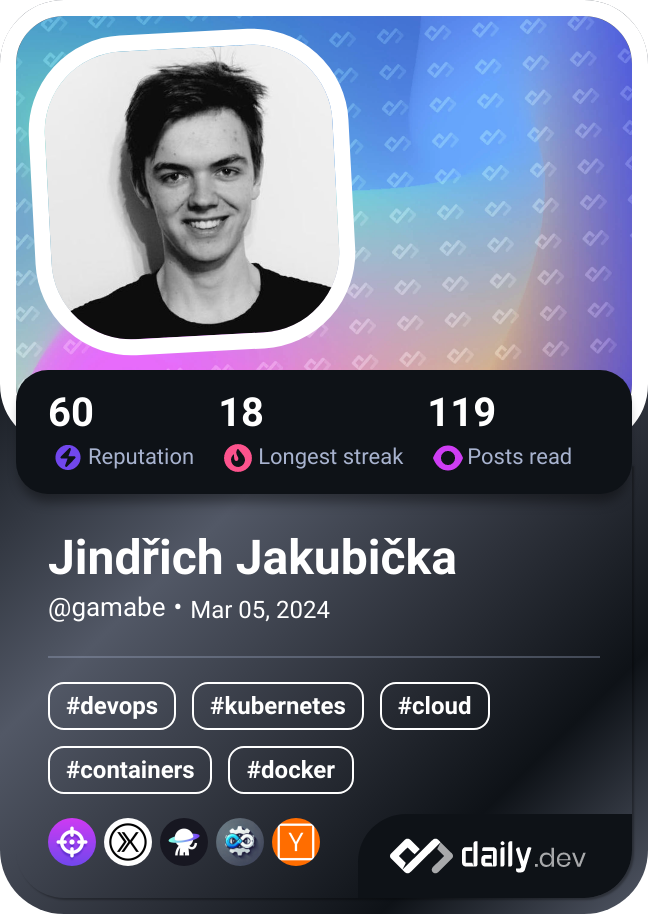 60 18 119
Reputation Longest streak Posts read
Jindřich Jakubička
@gamabe • Mar 05, 2024
#devops #kubernetes #cloud
#containers #docker
Y daily.dev